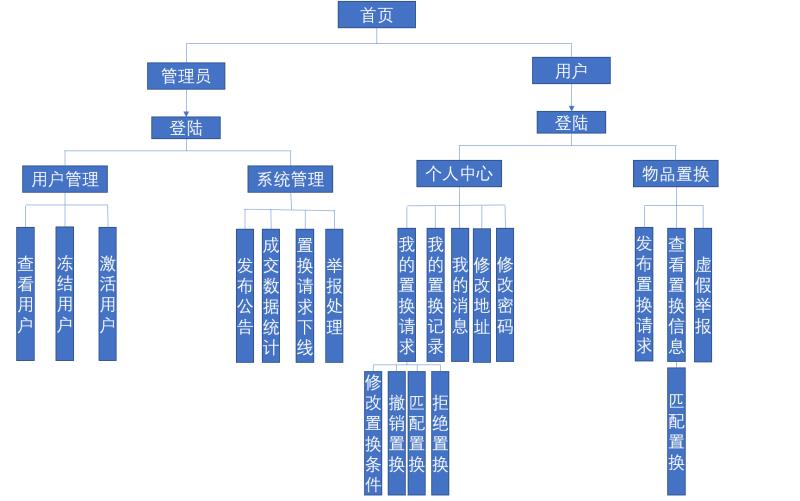 首页
管理员
用户
登陆
登陆
用户管理
系统管理
个人中心
物品置换
查看用户
冻结用户
激活用户
发布公告
成交数据统计
置换请求下线
举报处理
我的置换请求
我的置换记录
我的消息
修改地址
修改密码
发布置换请求
查看置换信息
虚假举报
修改置换条件
撤销置换
匹配置换
拒绝置换
匹配置换